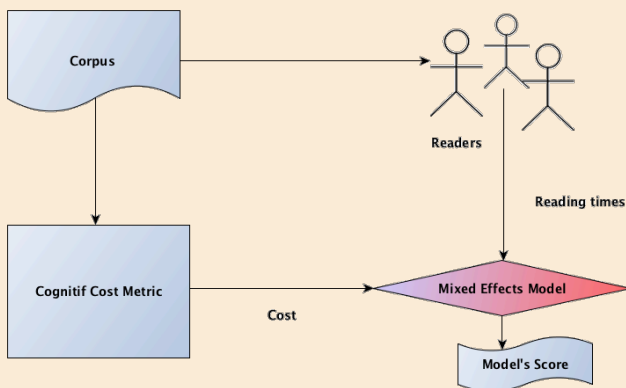 Corpus
Readers
Reading times
Cognitif Cost Metric
Cost
Mixed Effects Model
Model's Score